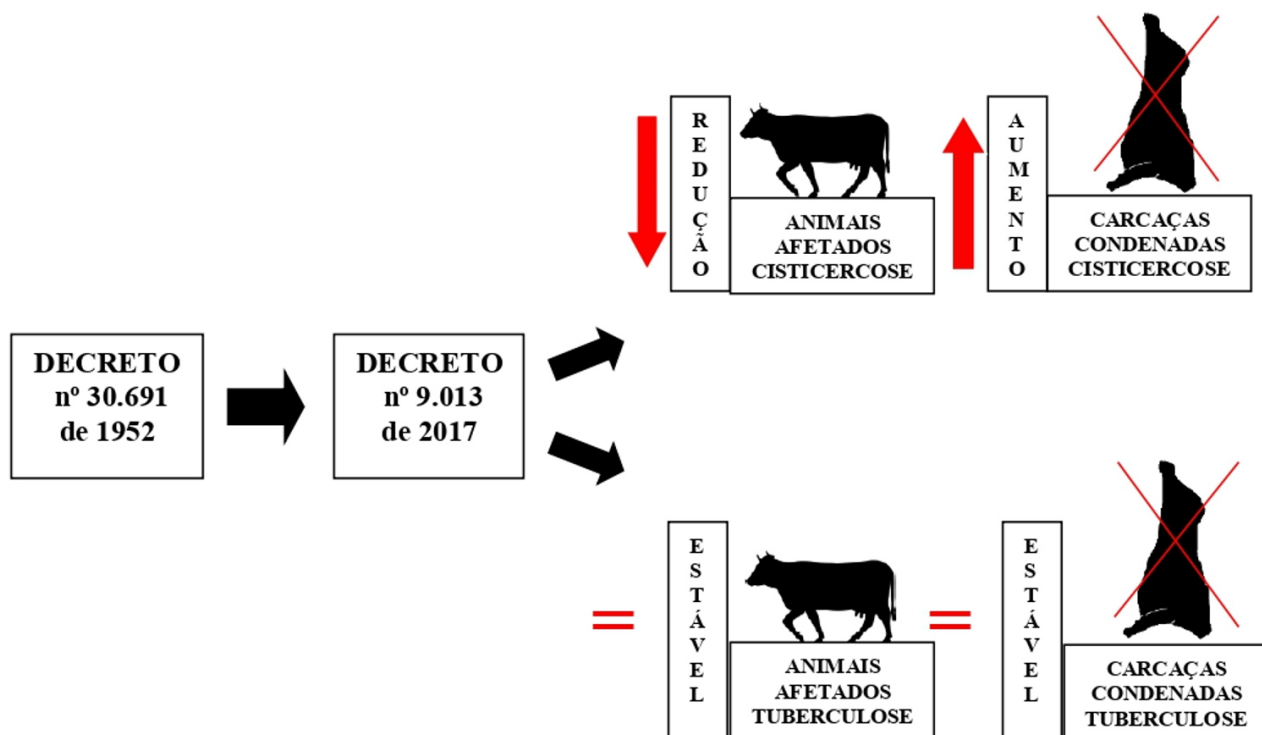 DECRETO
nº 30.691
de 1952
DECRETO
nº 9.013
de 2017
REDUÇÃO
ANIMAIS
AFETADOS
CISTICERCOSE
AUMENTO
CARCAÇAS
CONDENADAS
CISTICERCOSE
=
ESTÁVEL
ANIMAIS
AFETADOS
TUBERCULOSE
=
ESTÁVEL
CARCAÇAS
CONDENADAS
TUBERCULOSE